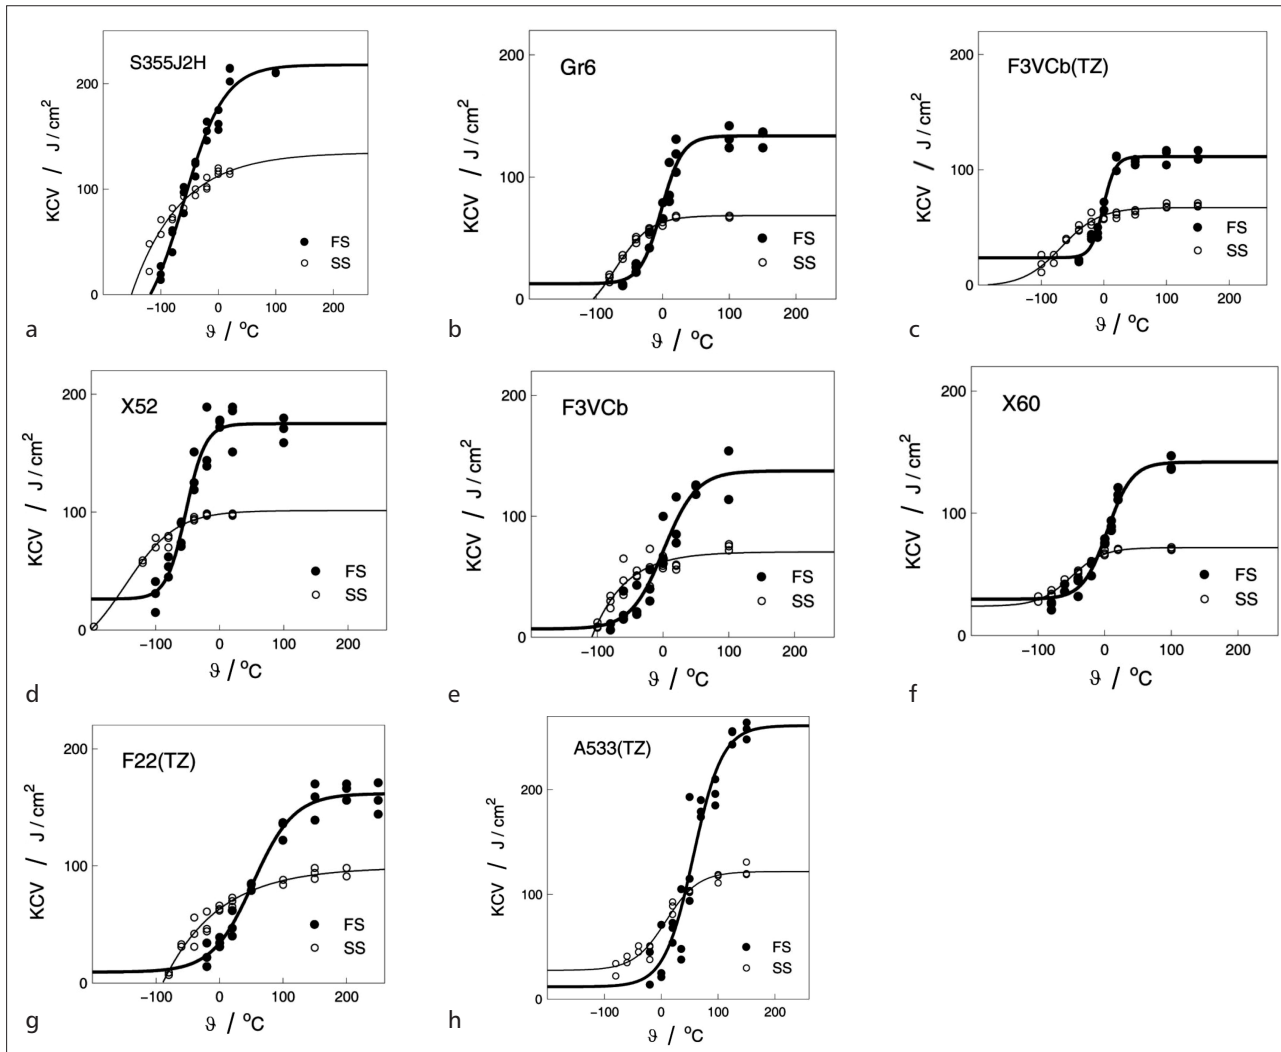 S355J2H
KCV / J / cm²
200
100
0
−100 0 100 200
ϑ / °C
FS
SS
a
Gr6
KCV / J / cm²
200
100
0
−100 0 100 200
ϑ / °C
FS
SS
b
F3VCb(TZ)
KCV / J / cm²
200
100
0
−100 0 100 200
ϑ / °C
FS
SS
c
X52
KCV / J / cm²
200
100
0
−100 0 100 200
ϑ / °C
FS
SS
d
F3VCb
KCV / J / cm²
200
100
0
−100 0 100 200
ϑ / °C
FS
SS
e
X60
KCV / J / cm²
200
100
0
−100 0 100 200
ϑ / °C
FS
SS
f
F22(TZ)
KCV / J / cm²
200
100
0
−100 0 100 200
ϑ / °C
FS
SS
g
A533(TZ)
KCV / J / cm²
200
100
0
−100 0 100 200
ϑ / °C
FS
SS
h